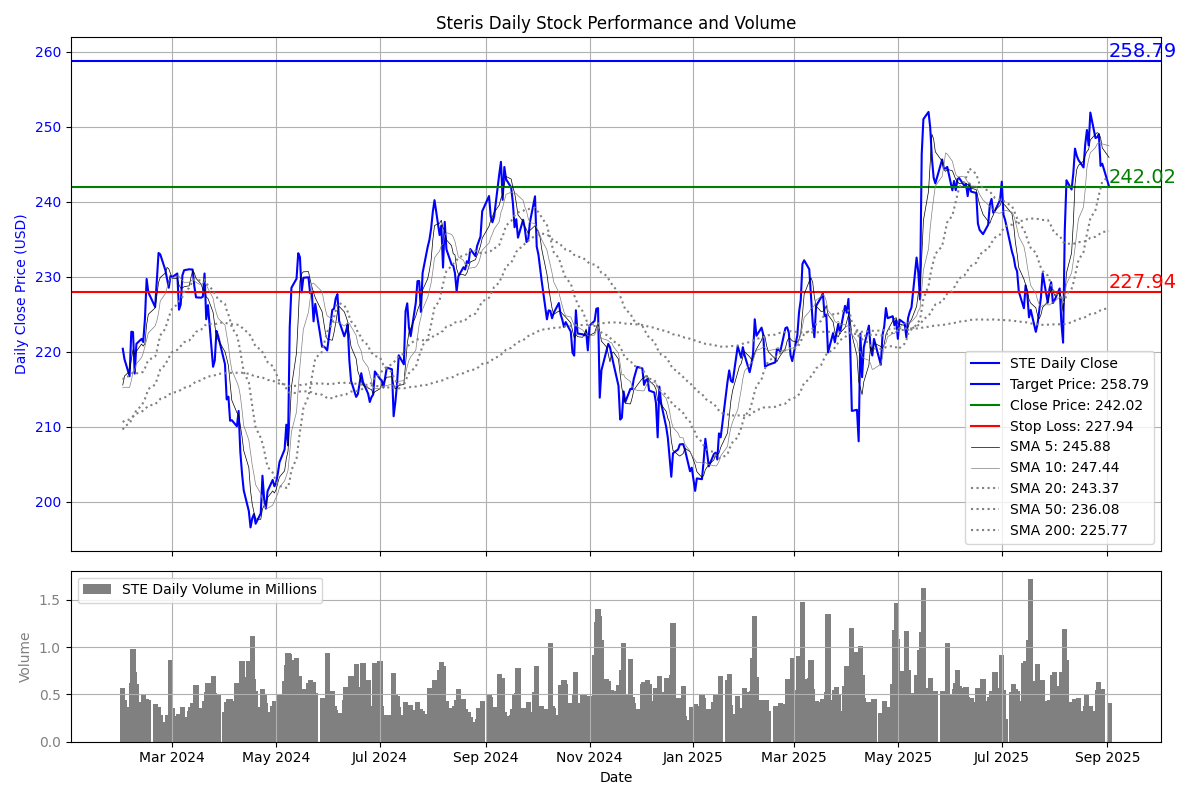 Steris Daily Stock Performance and Volume
260
250
240
230
220
210
200
Daily Close Price (USD)
258.79
242.02
227.94
STE Daily Close
Target Price: 258.79
Close Price: 242.02
Stop Loss: 227.94
SMA 5: 245.88
SMA 10: 247.44
SMA 20: 243.37
SMA 50: 236.08
SMA 200: 225.77
STE Daily Volume in Millions
1.5
1.0
0.5
0.0
Volume
Mar 2024 May 2024 Jul 2024 Sep 2024 Nov 2024 Jan 2025 Mar 2025 May 2025 Jul 2025 Sep 2025
Date